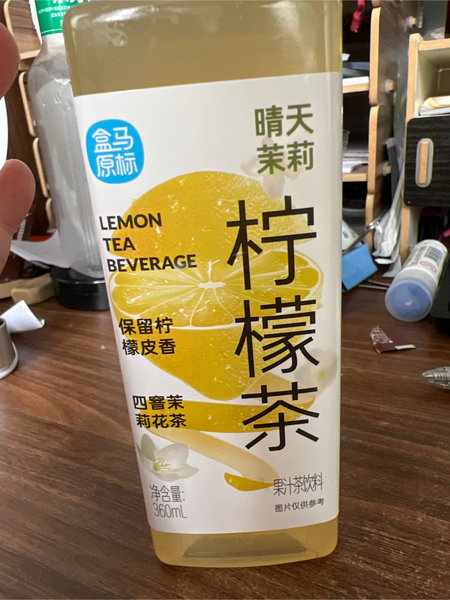 盒马
原标
晴天
茉莉
LEMON
TEA
BEVERAGE
柠檬茶
保留柠
檬皮香
四窨茉
莉花茶
净含量:
360mL
果汁茶饮料
图片仅供参考